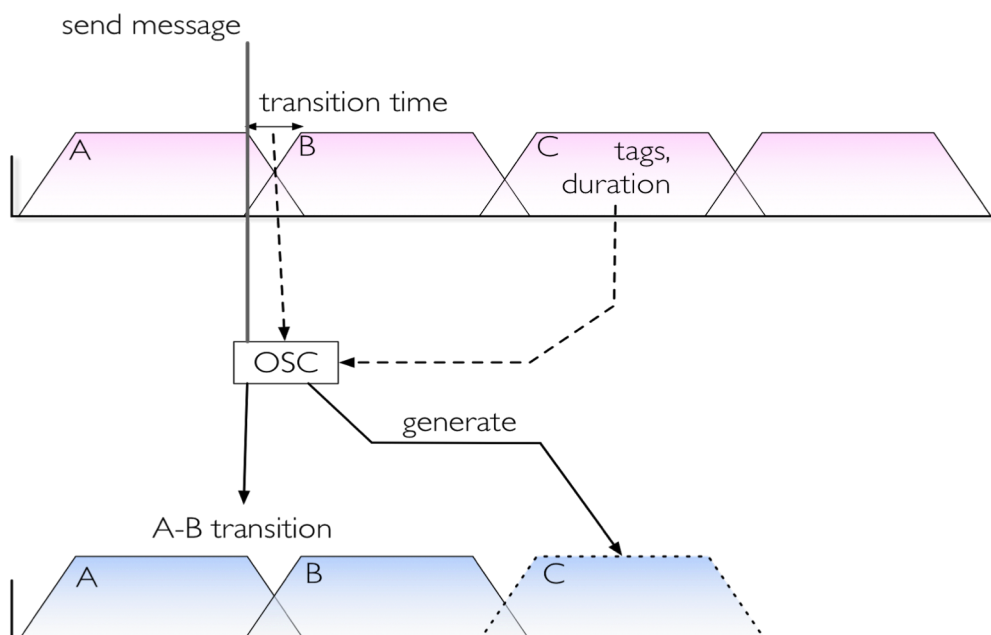 send message
transition time
A
B
C
tags,
duration
OSC
generate
A-B transition
A
B
C